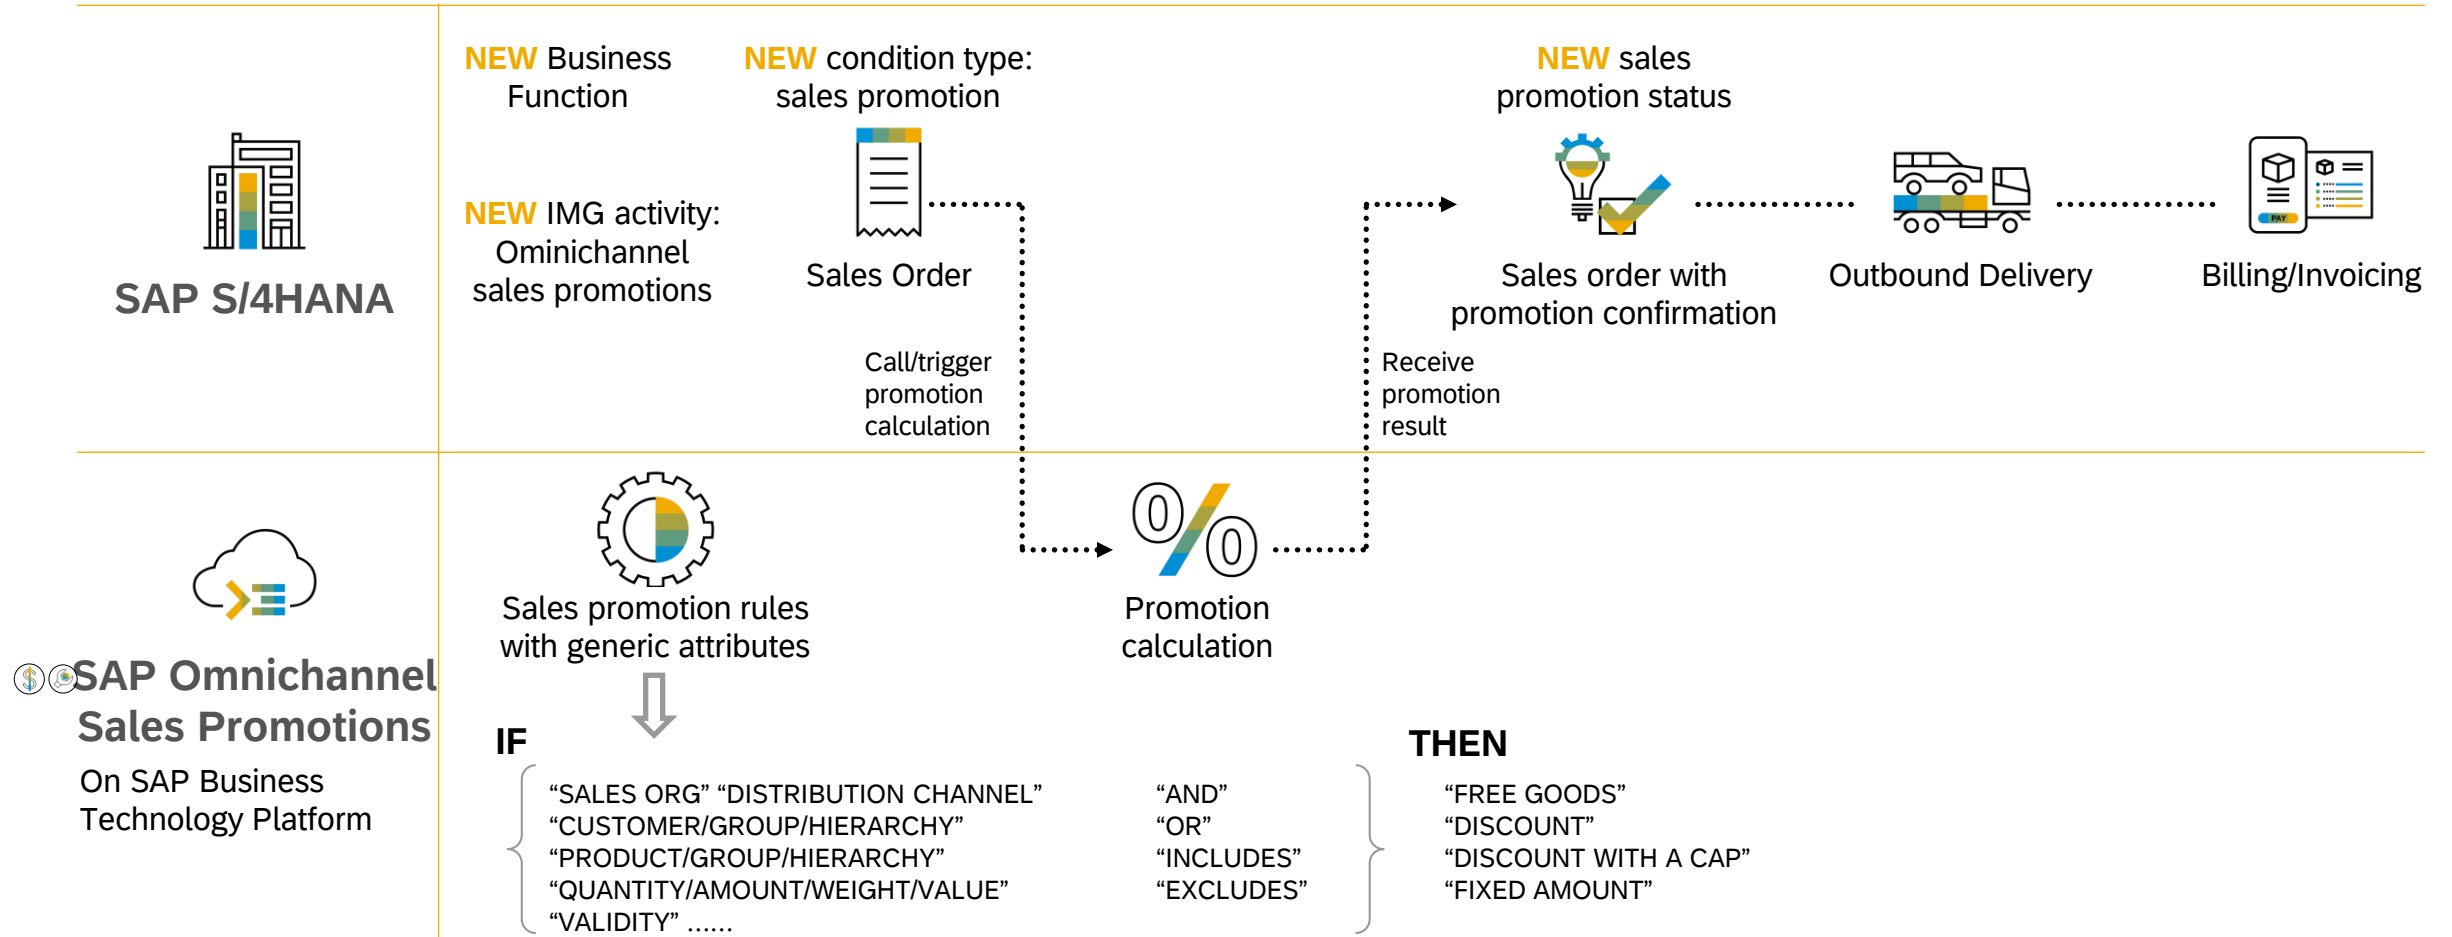 NEW Business
Function
NEW condition type:
sales promotion
NEW sales
promotion status
NEW IMG activity:
Ominichannel
sales promotions
SAP S/4HANA
Sales Order
Sales order with
promotion confirmation
Outbound Delivery
PAY
Billing/Invoicing
Call/trigger
promotion
calculation
Receive
promotion
result
SAP Omnichannel
Sales Promotions
On SAP Business
Technology Platform
Sales promotion rules
with generic attributes
%
Promotion
calculation
IF
“SALES ORG” “DISTRIBUTION CHANNEL”
“CUSTOMER/GROUP/HIERARCHY”
“PRODUCT/GROUP/HIERARCHY”
“QUANTITY/AMOUNT/WEIGHT/VALUE”
“VALIDITY” ......
“AND”
“OR”
“INCLUDES”
“EXCLUDES”
THEN
“FREE GOODS”
“DISCOUNT”
“DISCOUNT WITH A CAP”
“FIXED AMOUNT”